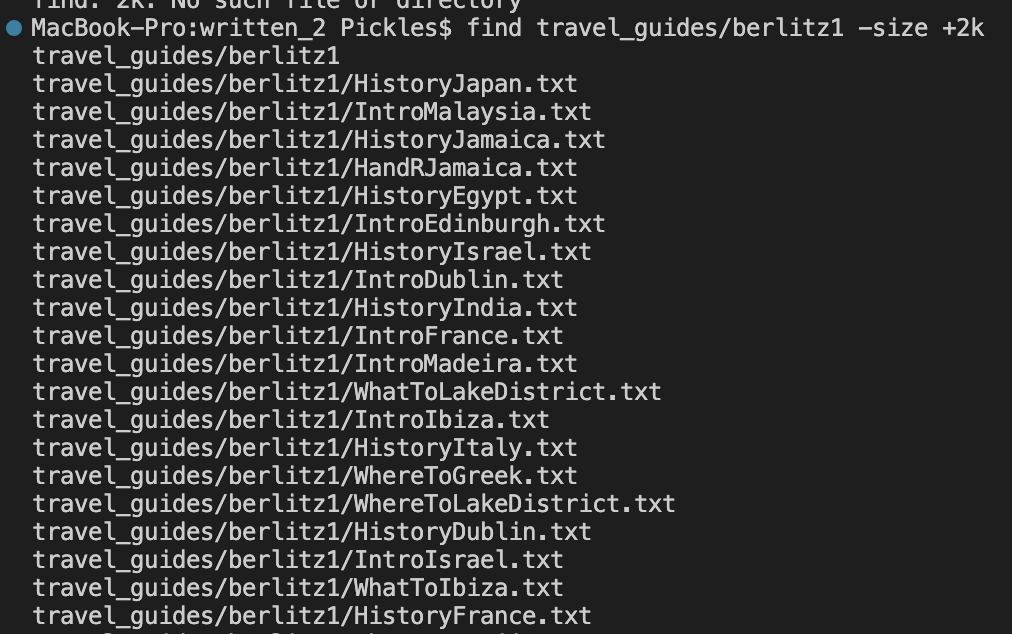 find: 2k: No such file or directory
MacBook-Pro:written_2 Pickles$ find travel_guides/berlitz1 -size +2k
travel_guides/berlitz1
travel_guides/berlitz1/HistoryJapan.txt
travel_guides/berlitz1/IntroMalaysia.txt
travel_guides/berlitz1/HistoryJamaica.txt
travel_guides/berlitz1/HandRJamaica.txt
travel_guides/berlitz1/HistoryEgypt.txt
travel_guides/berlitz1/IntroEdinburgh.txt
travel_guides/berlitz1/HistoryIsrael.txt
travel_guides/berlitz1/IntroDublin.txt
travel_guides/berlitz1/HistoryIndia.txt
travel_guides/berlitz1/IntroFrance.txt
travel_guides/berlitz1/IntroMadeira.txt
travel_guides/berlitz1/WhatToLakeDistrict.txt
travel_guides/berlitz1/IntroIbiza.txt
travel_guides/berlitz1/HistoryItaly.txt
travel_guides/berlitz1/WhereToGreek.txt
travel_guides/berlitz1/WhereToLakeDistrict.txt
travel_guides/berlitz1/HistoryDublin.txt
travel_guides/berlitz1/IntroIsrael.txt
travel_guides/berlitz1/WhatToIbiza.txt
travel_guides/berlitz1/HistoryFrance.txt